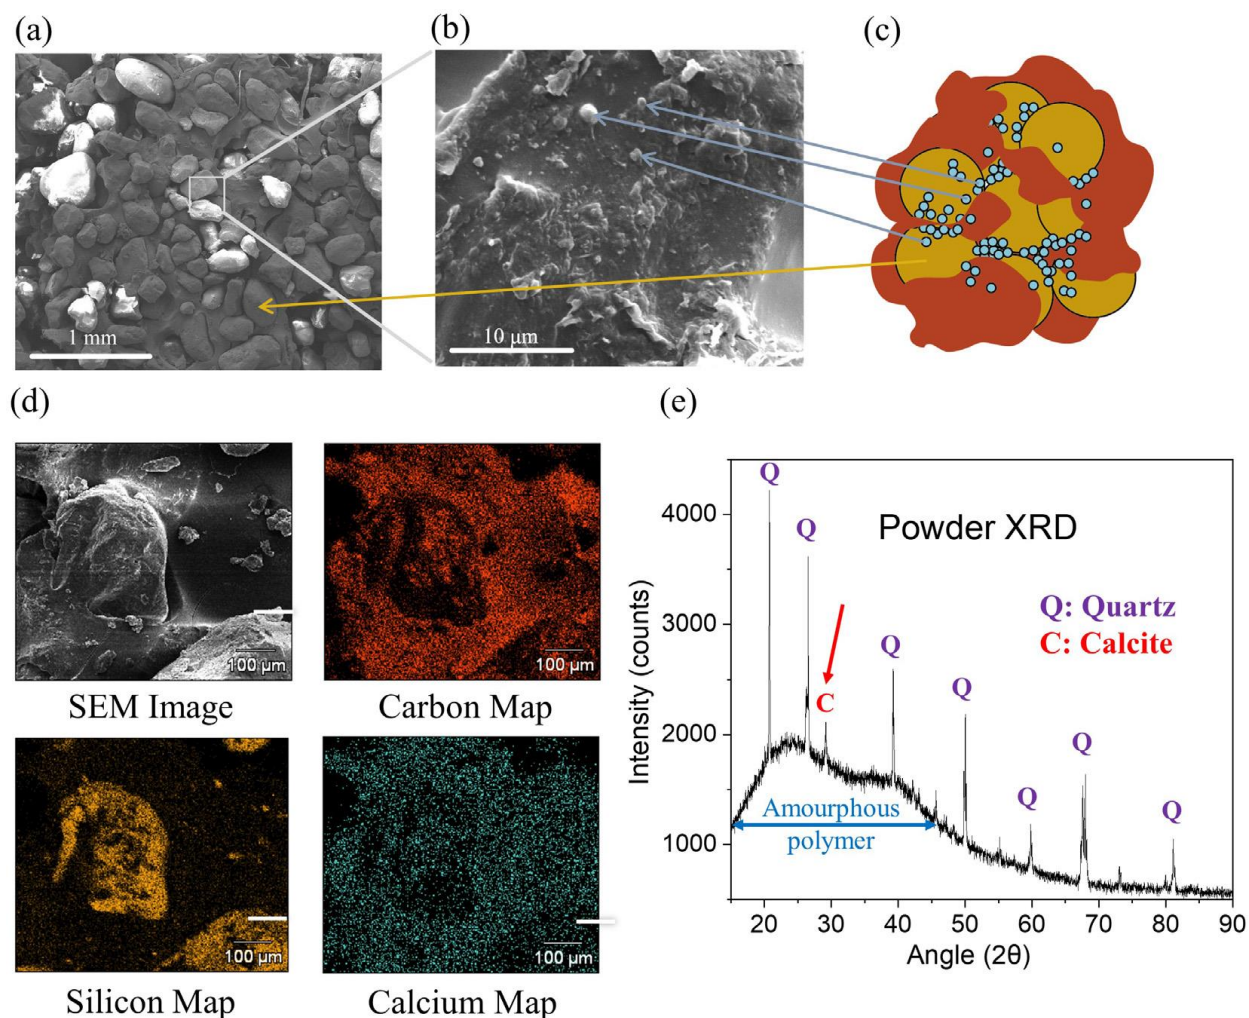 (a)
(b)
(c)
1 mm
10 μm
(d)
(e)
100 μm
100 μm
SEM Image
Carbon Map
100 μm
100 μm
Silicon Map
Calcium Map
Q
Q
C
Q
Q
Q
Q
Q
Powder XRD
Q: Quartz
C: Calcite
Amourphous
polymer
Intensity (counts)
4000
3000
2000
1000
20 30 40 50 60 70 80 90
Angle (2θ)